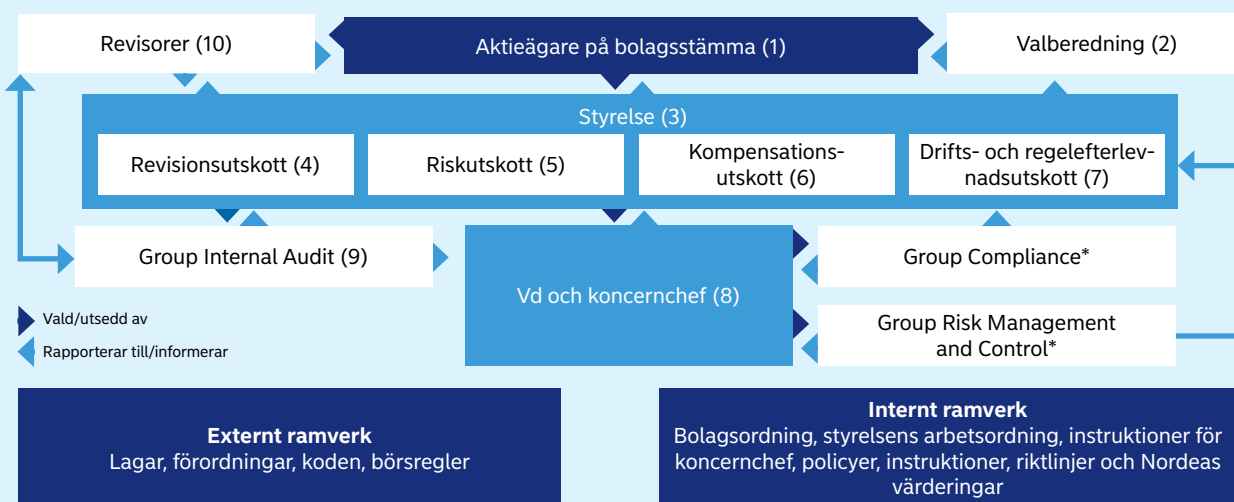 Revisorer (10)
Aktieägare på bolagsstämma (1)
Valberedning (2)
Styrelse (3)
Revisionsutskott (4)
Riskutskott (5)
Kompensations-
utskott (6)
Drifts- och regelefterlev-
nadsutskott (7)
Group Internal Audit (9)
Vd och koncernchef (8)
Group Compliance*
Group Risk Management
and Control*
Vald/utsedd av
Rapporterar till/informerar
Externt ramverk
Lagar, förordningar, koden, börsregler
Internt ramverk
Bolagsordning, styrelsens arbetsordning, instruktioner för
koncernchef, policyer, instruktioner, riktlinjer och Nordeas
värderingar